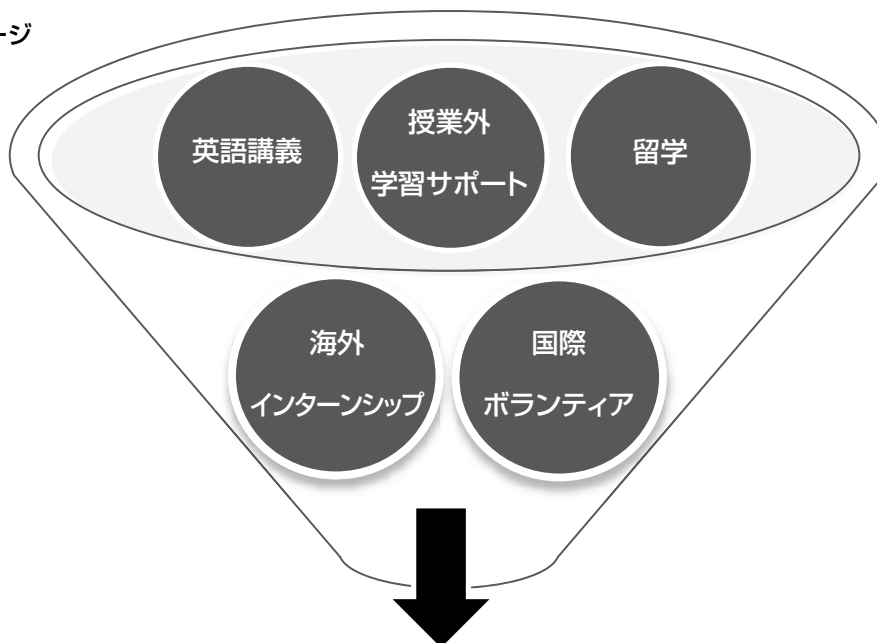 ージ
英語講義
授業外
学習サポート
留学
海外
インターンシップ
国際
ボランティア